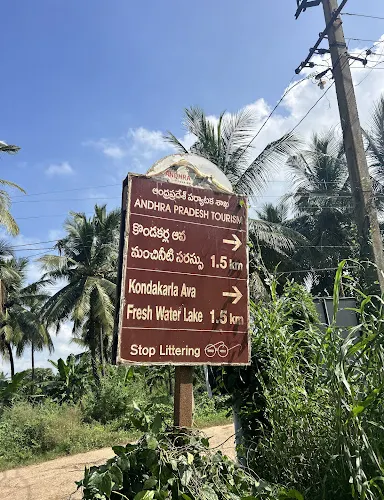 ANDHRA
ఆంధ్రప్రదేశ్ పర్యాటక శాఖ
ANDHRA PRADESH TOURISM
కొండకర్ల ఆవ
మంచినీటి సరస్సు 1.5 km
Kondakarla Ava
Fresh Water Lake 1.5 KM
Stop Littering